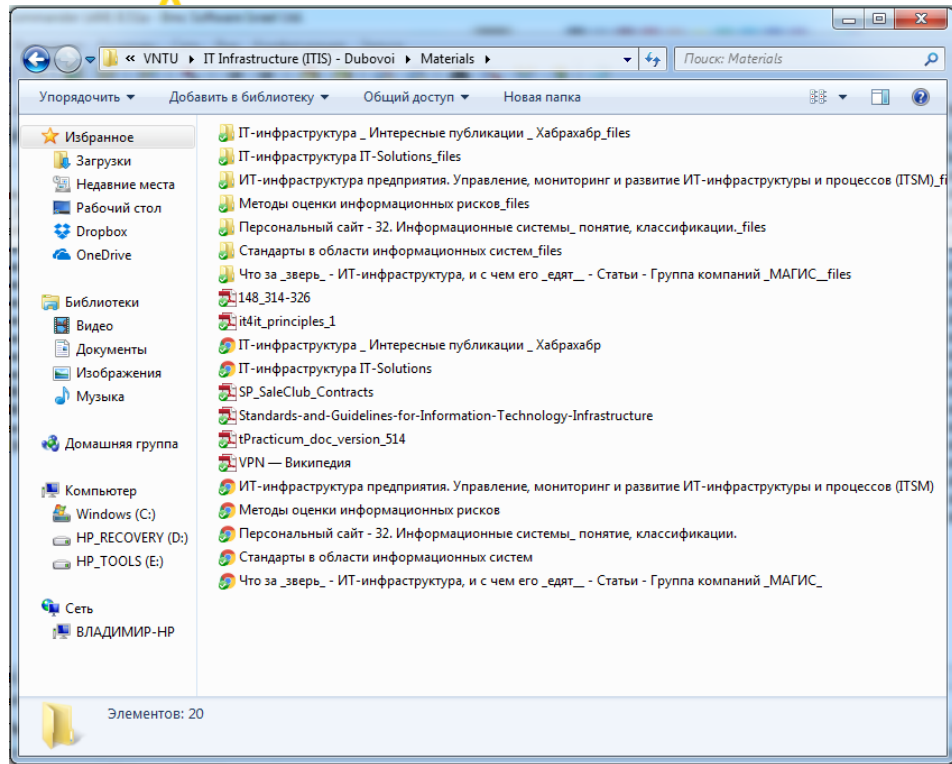 « VNTU ▸ IT Infrastructure (ITIS) - Dubovoi ▸ Materials ▸
Поиск: Materials
Упорядочить ▾ Добавить в библиотеку ▾ Общий доступ ▾ Новая папка
Избранное
Загрузки
Недавние места
Рабочий стол
Dropbox
OneDrive
Библиотеки
Видео
Документы
Изображения
Музыка
Домашняя группа
Компьютер
Windows (C:)
HP_RECOVERY (D:)
HP_TOOLS (E:)
Сеть
ВЛАДИМИР-HP
IT-инфраструктура _ Интересные публикации _ Хабрахабр_files
IT-инфраструктура IT-Solutions_files
ИТ-инфраструктура предприятия. Управление, мониторинг и развитие ИТ-инфраструктуры и процессов (ITSM)_fi
Методы оценки информационных рисков_files
Персональный сайт - 32. Информационные системы_ понятие, классификации._files
Стандарты в области информационных систем_files
Что за _зверь_ - ИТ-инфраструктура, и с чем его _едят__ - Статьи - Группа компаний _МАГИС__files
148_314-326
it4it_principles_1
IT-инфраструктура _ Интересные публикации _ Хабрахабр
IT-инфраструктура IT-Solutions
SP_SaleClub_Contracts
Standards-and-Guidelines-for-Information-Technology-Infrastructure
tPracticum_doc_version_514
VPN — Википедия
ИТ-инфраструктура предприятия. Управление, мониторинг и развитие ИТ-инфраструктуры и процессов (ITSM)
Методы оценки информационных рисков
Персональный сайт - 32. Информационные системы_ понятие, классификации.
Стандарты в области информационных систем
Что за _зверь_ - ИТ-инфраструктура, и с чем его _едят__ - Статьи - Группа компаний _МАГИС_
Элементов: 20